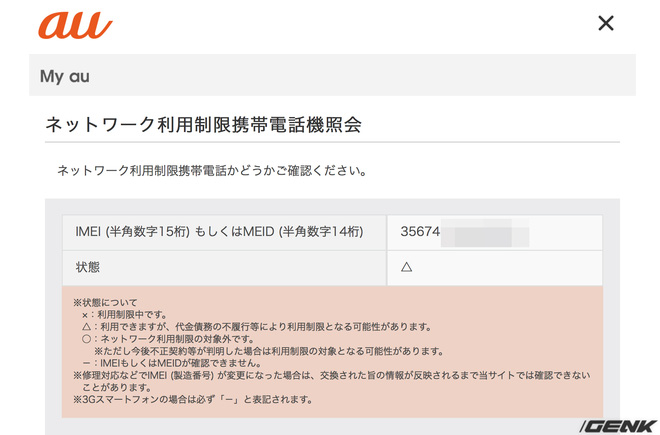 au
×
My au
ネットワーク利用制限携帯電話機照会
ネットワーク利用制限携帯電話かどうかご確認ください。
IMEI (半角数字15桁) もしくはMEID (半角数字14桁)
35674
状態
△
※状態について
×：利用制限中です。
△：利用できますが、代金債務の不履行等により利用制限となる可能性があります。
○：ネットワーク利用制限の対象外です。
※ただし今後不正契約等が判明した場合は利用制限の対象となる可能性があります。
−：IMEIもしくはMEIDが確認できません。
※修理対応などでIMEI (製造番号) が変更になった場合は、交換された旨の情報が反映されるまで当サイトでは確認できない
ことがあります。
※3Gスマートフォンの場合は必ず「−」と表記されます。
GENK